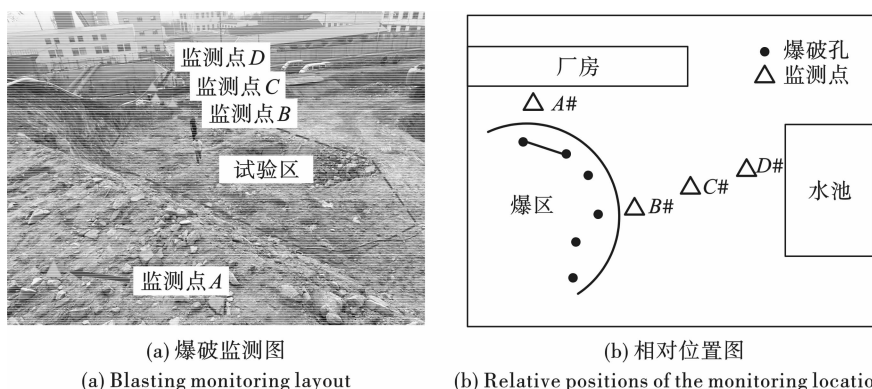 监测点D
监测点C
监测点B
试验区
监测点A
厂房
爆破孔
监测点
A#
爆区
B#
C#
D#
水池
(a) 爆破监测图
(a) Blasting monitoring layout
(b) 相对位置图
(b) Relative positions of the monitoring locatio